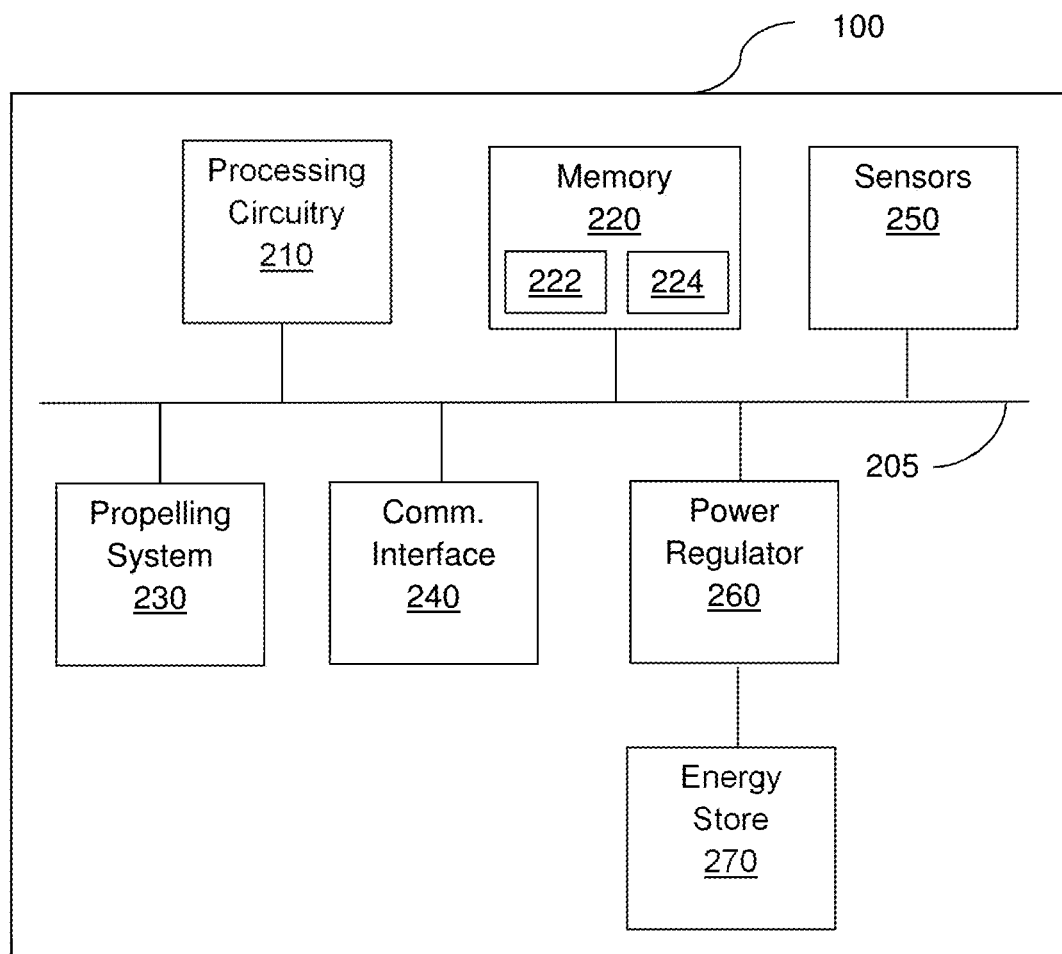 100
Processing
Circuitry
210
Memory
220
222
224
Sensors
250
205
Propelling
System
230
Comm.
Interface
240
Power
Regulator
260
Energy
Store
270